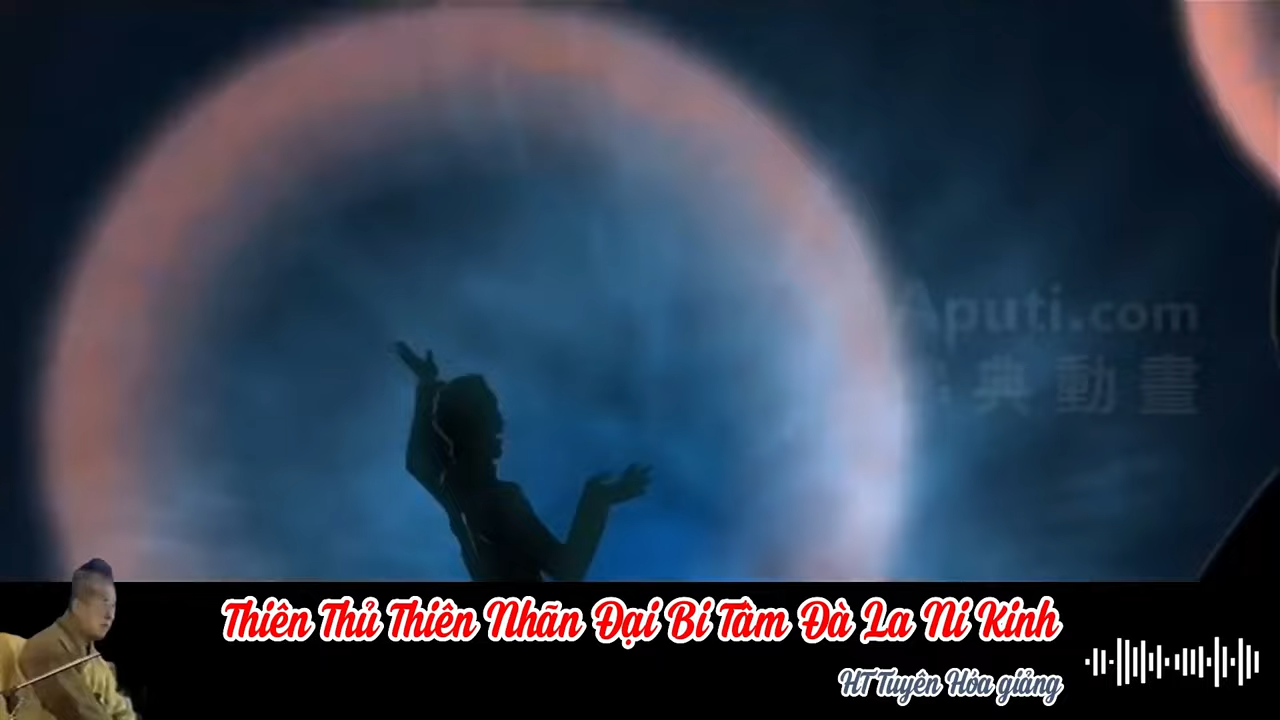 Aputi.com
典動畫
Thiên Thủ Thiên Nhãn Đại Bi Tâm Đà La Ni Kinh
HT Tuyên Hóa giảng